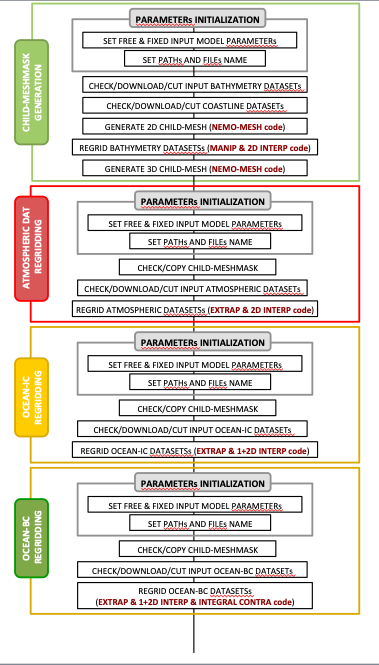 CHILD-MESHMASK
GENERATION
PARAMETERs INITIALIZATION
SET FREE & FIXED INPUT MODEL PARAMETERs
SET PATHs AND FILEs NAME
CHECK/DOWNLOAD/CUT INPUT BATHYMETRY DATASETs
CHECK/DOWNLOAD/CUT COASTLINE DATASETs
GENERATE 2D CHILD-MESH (NEMO-MESH code)
REGRID BATHYMETRY DATASETSs (MANIP & 2D INTERP code)
GENERATE 3D CHILD-MESH (NEMO-MESH code)
ATMOSPHERIC DAT
REGRIDDING
PARAMETERs INITIALIZATION
SET FREE & FIXED INPUT MODEL PARAMETERs
SET PATHs AND FILEs NAME
CHECK/COPY CHILD-MESHMASK
CHECK/DOWNLOAD/CUT INPUT ATMOSPHERIC DATASETs
REGRID ATMOSPHERIC DATASETSs (EXTRAP & 2D INTERP code)
OCEAN-IC
REGRIDDING
PARAMETERs INITIALIZATION
SET FREE & FIXED INPUT MODEL PARAMETERs
SET PATHs AND FILEs NAME
CHECK/COPY CHILD-MESHMASK
CHECK/DOWNLOAD/CUT INPUT OCEAN-IC DATASETs
REGRID OCEAN-IC DATASETSs (EXTRAP & 1+2D INTERP code)
OCEAN-BC
REGRIDDING
PARAMETERs INITIALIZATION
SET FREE & FIXED INPUT MODEL PARAMETERs
SET PATHs AND FILEs NAME
CHECK/COPY CHILD-MESHMASK
CHECK/DOWNLOAD/CUT INPUT OCEAN-BC DATASETs
REGRID OCEAN-BC DATASETSs
(EXTRAP & 1+2D INTERP & INTEGRAL CONTRA code)